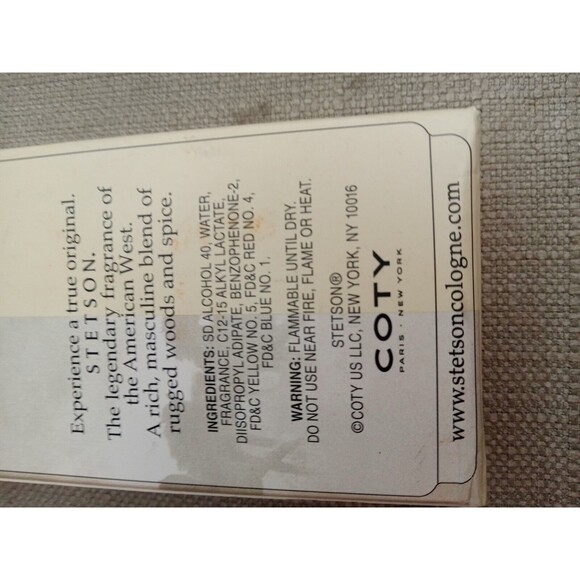 Experience a true original.
STETSON.
The legendary fragrance of
the American West.
A rich, masculine blend of
rugged woods and spice.
INGREDIENTS: SD ALCOHOL 40, WATER,
FRAGRANCE, C12-15 ALKYL LACTATE,
DIISOPROPYL ADIPATE, BENZOPHENONE-2,
FD&C YELLOW NO. 5, FD&C RED NO. 4,
FD&C BLUE NO. 1.
WARNING: FLAMMABLE UNTIL DRY.
DO NOT USE NEAR FIRE, FLAME OR HEAT.
STETSON®
©COTY US LLC, NEW YORK, NY 10016
COTY
PARIS · NEW YORK
www.stetsoncologne.com